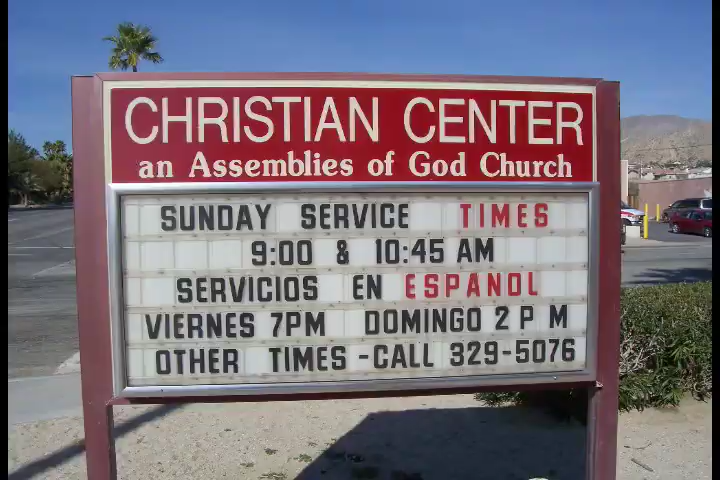 CHRISTIAN CENTER
an Assemblies of God Church
SUNDAY SERVICE TIMES
9:00 & 10:45 AM
SERVICIOS EN ESPANOL
VIERNES 7PM DOMINGO 2 P M
OTHER TIMES - CALL 329-5076